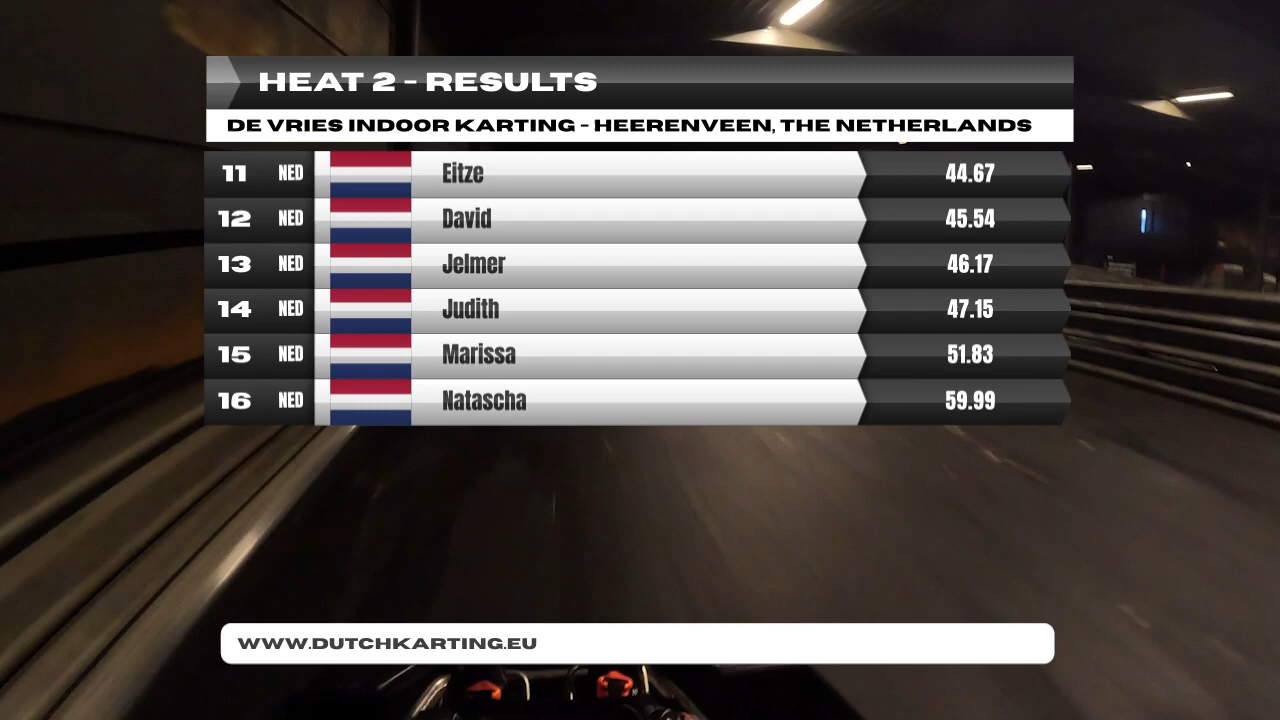 HEAT 2 - RESULTS
DE VRIES INDOOR KARTING - HEERENVEEN, THE NETHERLANDS
11 NED Eitze 44.67
12 NED David 45.54
13 NED Jelmer 46.17
14 NED Judith 47.15
15 NED Marissa 51.83
16 NED Natascha 59.99
WWW.DUTCHKARTING.EU